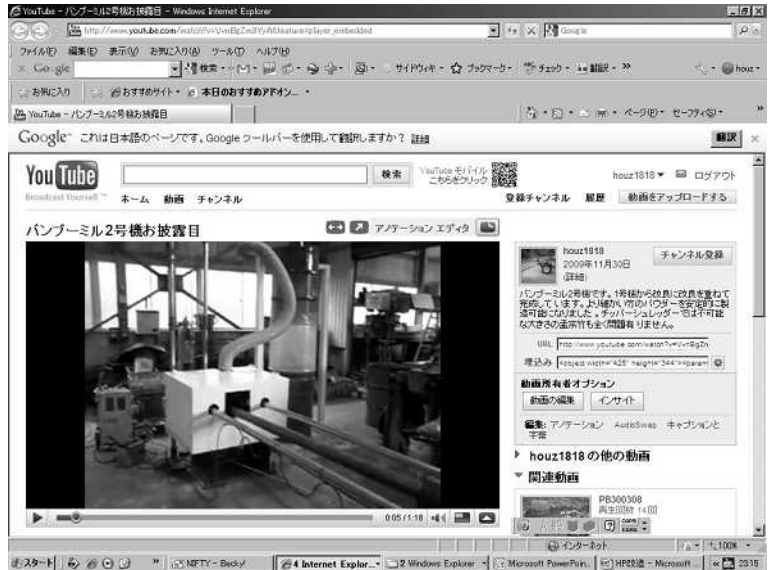 YouTube - バンブーミル2号機お披露目 - Windows Internet Explorer
ファイル(F) 編集(E) 表示(V) お気に入り(A) ツール(T) ヘルプ(H)
Google 検索 サイドウィキ ブックマーク チェック 翻訳 houz
お気に入り おすすめサイト 本日のおすすめアドオン...
YouTube - バンブーミル2号機お披露目 ページ(P) セーフティ(S)
Google これは日本語のページです。Google ツールバーを使用して翻訳しますか？ 詳細 翻訳
YouTube 検索 YouTube モバイル
こちらをクリック
houz1818 ログアウト
Broadcast Yourself ™ ホーム 動画 チャンネル 登録チャンネル 履歴 動画をアップロードする
バンブーミル2号機お披露目 アノテーション エディタ
houz1818 チャンネル登録
2009年11月30日
(詳細)
バンブーミル2号機です。1号機から改良に改良を重ねて
完成しています。より細かい竹のパウダーを安定的に製
造可能になりました。チッパーシュレッダーでは不可能
な大きさの孟宗竹も全く問題有りません。
URL
埋込み
動画所有者オプション
動画の編集 インサイト
編集: アノテーション AudioSwap キャプションと
字幕
houz1818 の他の動画
関連動画
PB300308
再生回数 14回
0:05 / 1:18
インターネット 100%
スタート NIFTY - Becky! 4 Internet Explor... 2 Windows Explorer Microsoft PowerPoin... HP改造 - Microsoft ... 23:15